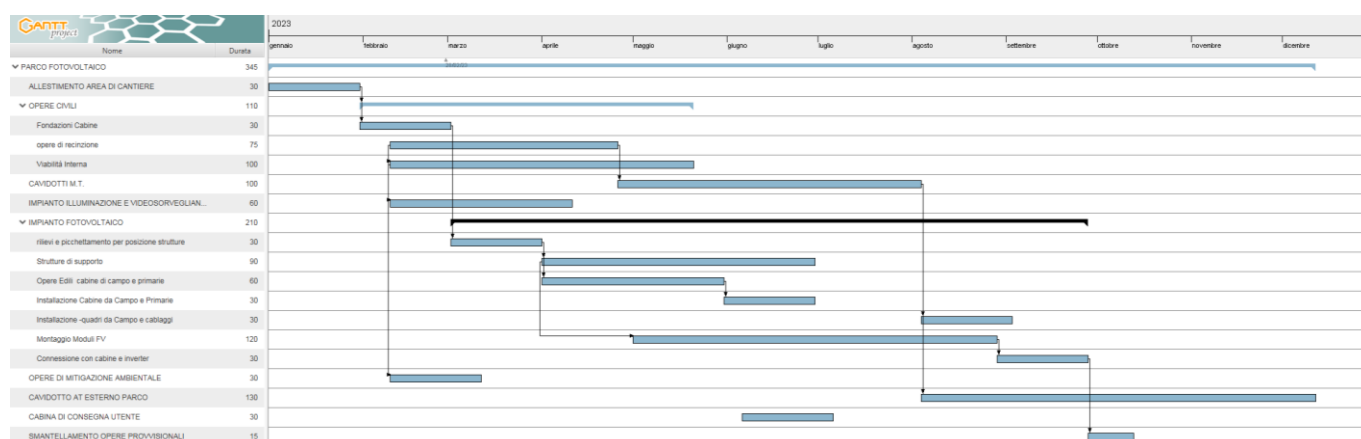 GANTT
project
2023
Nome Durata
gennaio febbraio marzo aprile maggio giugno luglio agosto settembre ottobre novembre dicembre
PARCO FOTOVOLTAICO 345
ALLESTIMENTO AREA DI CANTIERE 30
OPERE CIVILI 110
Fondazioni Cabine 30
opere di recinzione 75
Viabilità Interna 100
CAVIDOTTI M.T. 100
IMPIANTO ILLUMINAZIONE E VIDEOSORVEGLIAN... 60
IMPIANTO FOTOVOLTAICO 210
rilievi e picchettamento per posizione strutture 30
Strutture di supporto 90
Opere Edili cabine di campo e primarie 60
Installazione Cabine da Campo e Primarie 30
Installazione -quadri da Campo e cablaggi 30
Montaggio Moduli FV 120
Connessione con cabine e inverter 30
OPERE DI MITIGAZIONE AMBIENTALE 30
CAVIDOTTO AT ESTERNO PARCO 130
CABINA DI CONSEGNA UTENTE 30
SMANTELLAMENTO OPERE PROVVISIONALI 15